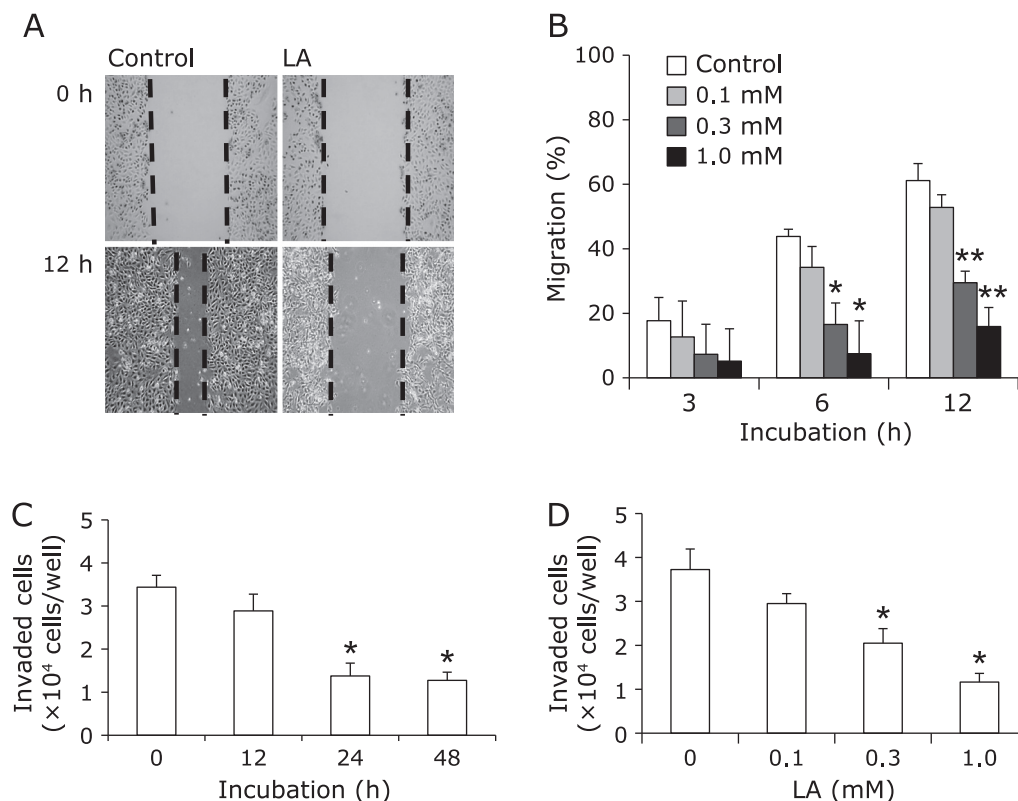 A
Control LA
0 h
12 h
B
Migration (%)
100
80
60
40
20
0
Control
0.1 mM
0.3 mM
1.0 mM
* * ** **
3 6 12
Incubation (h)
C
Invaded cells
(×10⁴ cells/well)
5
4
3
2
1
0
* *
0 12 24 48
Incubation (h)
D
Invaded cells
(×10⁴ cells/well)
5
4
3
2
1
0
* *
0 0.1 0.3 1.0
LA (mM)